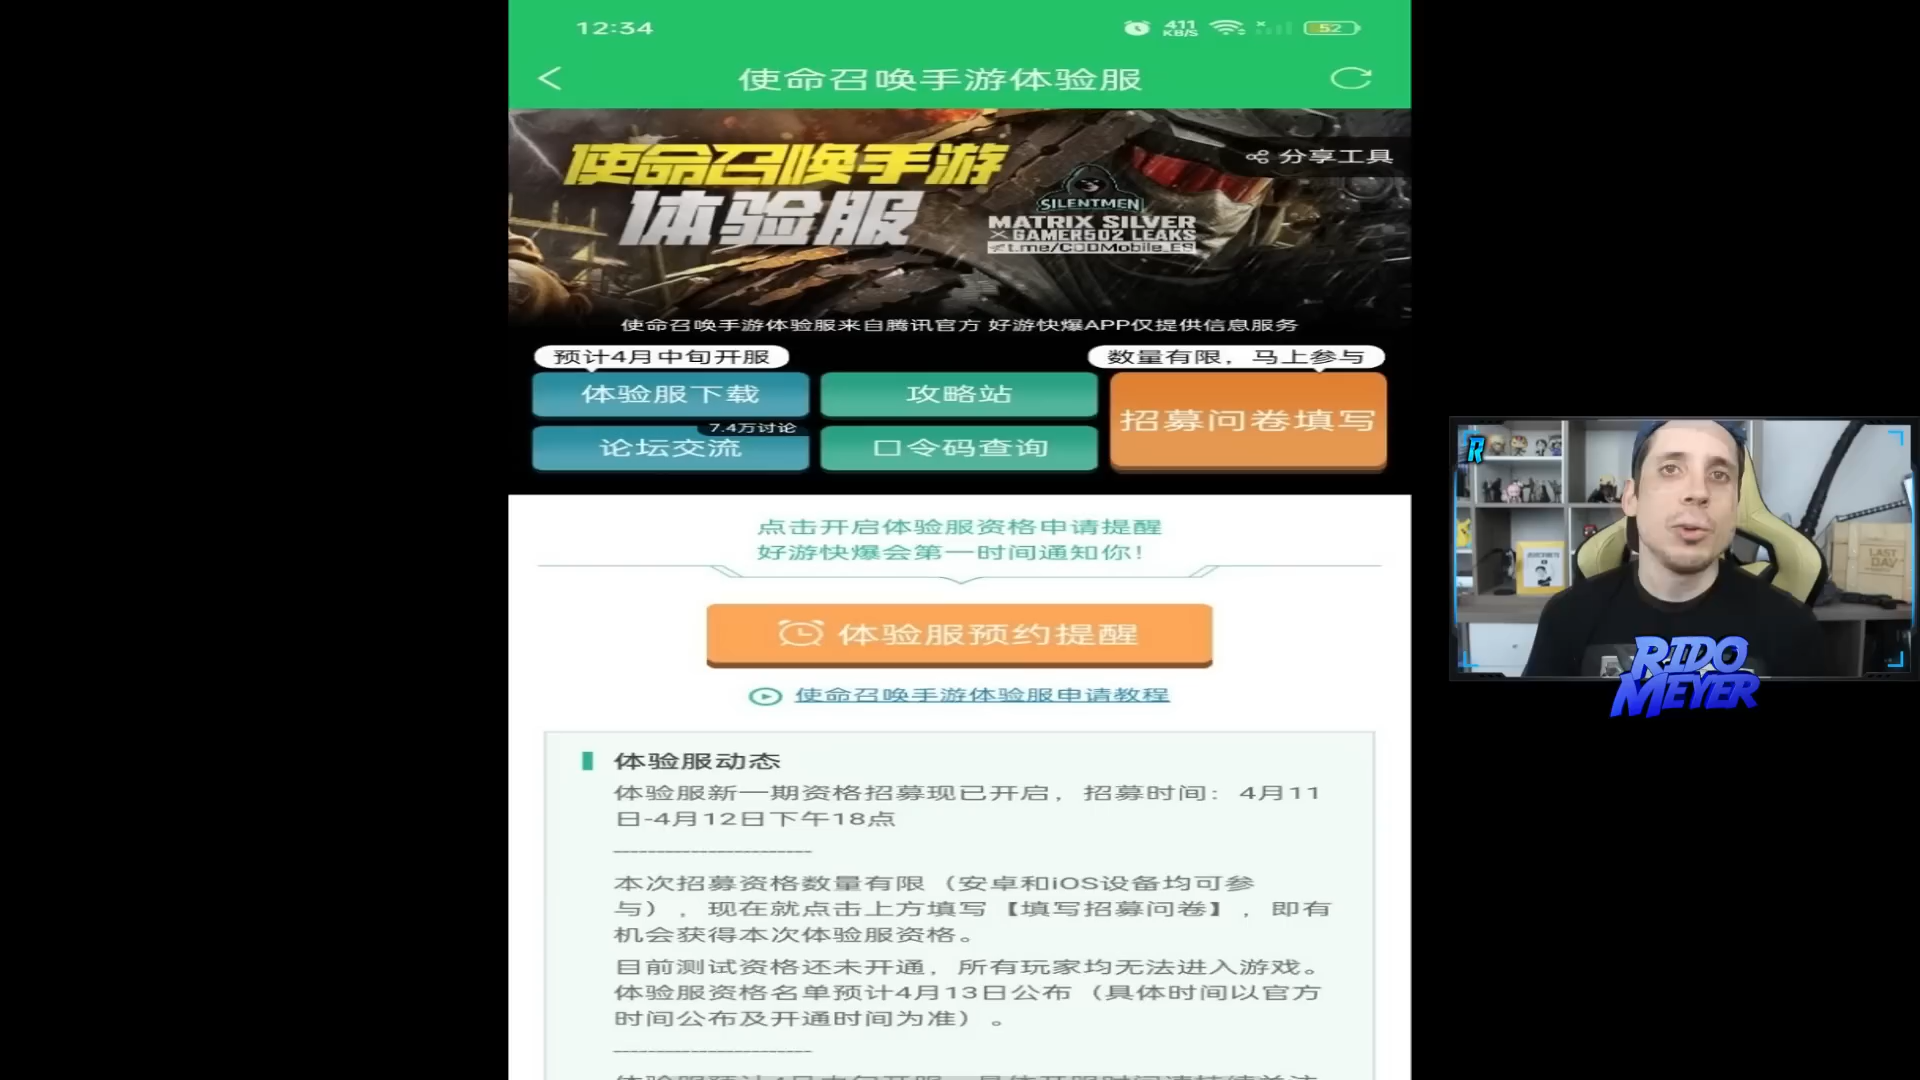 12:34
411
KB/S
52
使命召唤手游体验服
使命召唤手游
体验服
分享工具
SILENTMEN
MATRIX SILVER
× GAMER502 LEAKS
t.me/CODMobile_ES
使命召唤手游体验服来自腾讯官方 好游快爆APP仅提供信息服务
预计4月中旬开服
数量有限，马上参与
体验服下载
攻略站
招募问卷填写
7.4万讨论
论坛交流
口令码查询
点击开启体验服资格申请提醒
好游快爆会第一时间通知你！
体验服预约提醒
使命召唤手游体验服申请教程
体验服动态
体验服新一期资格招募现已开启，招募时间：4月11
日-4月12日下午18点
------------------------
本次招募资格数量有限（安卓和iOS设备均可参
与），现在就点击上方填写【填写招募问卷】，即有
机会获得本次体验服资格。
目前测试资格还未开通，所有玩家均无法进入游戏。
体验服资格名单预计4月13日公布（具体时间以官方
时间公布及开通时间为准）。
------------------------
R
LAST
DAY
RIDO
MEYER